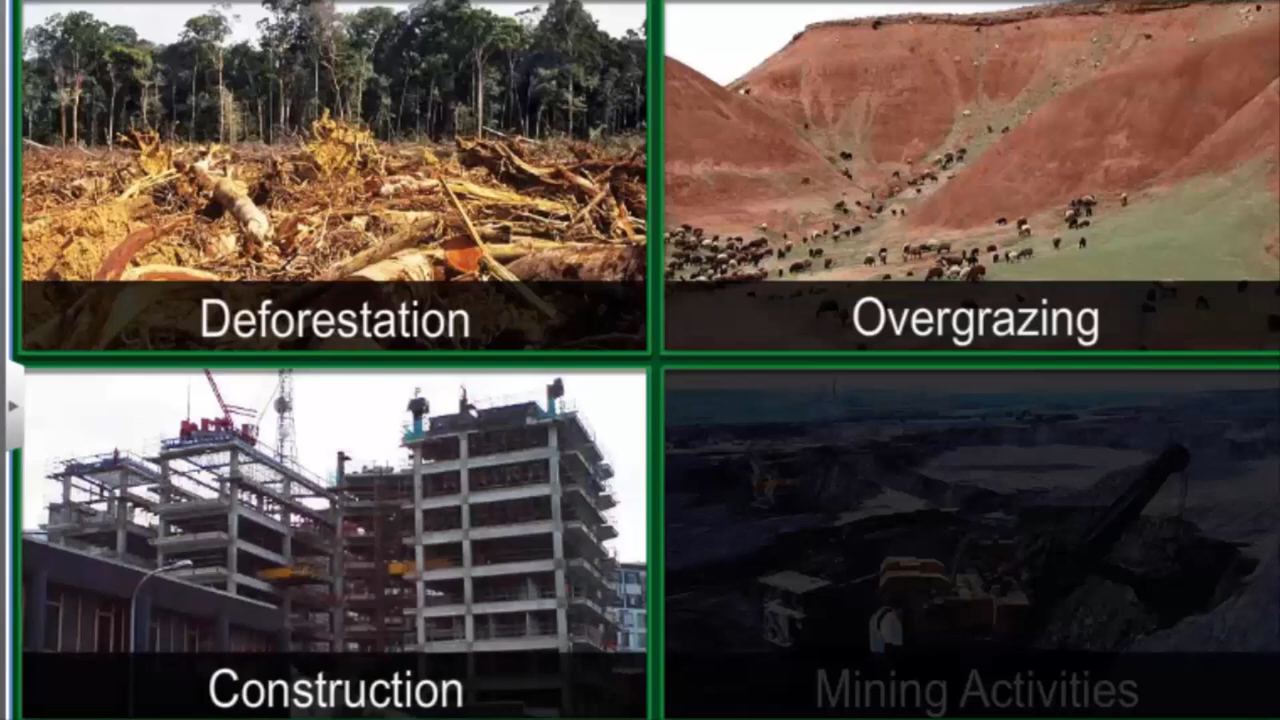 Deforestation
Overgrazing
Construction
Mining Activities